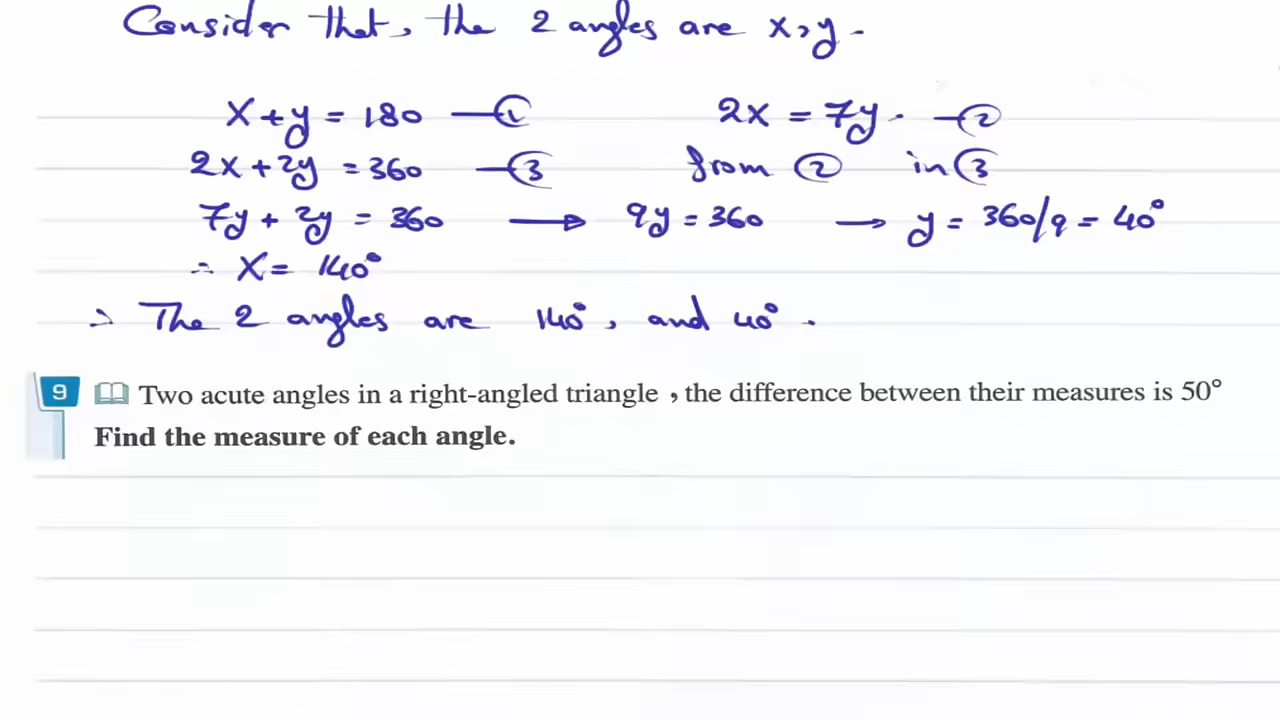 Consider that, the 2 angles are x, y.
x + y = 180 —① 2x = 7y. —②
2x + 2y = 360 —③ from ② in ③
7y + 2y = 360 → 9y = 360 → y = 360/9 = 40°
∴ x = 140°
∴ The 2 angles are 140°, and 40°.
9 Two acute angles in a right-angled triangle , the difference between their measures is 50°
Find the measure of each angle.